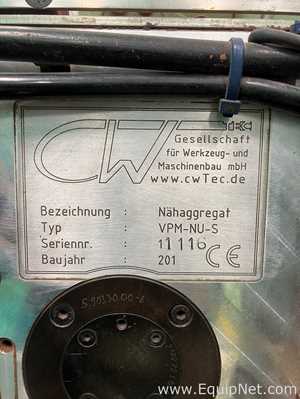 CWT
Gesellschaft
für Werkzeug- und
Maschinenbau mbH
www.cwTec.de
Bezeichnung : Nähaggregat
Typ : VPM-NU-S
Seriennr. : 11116
Baujahr : 201 CE
www.EquipNet.com